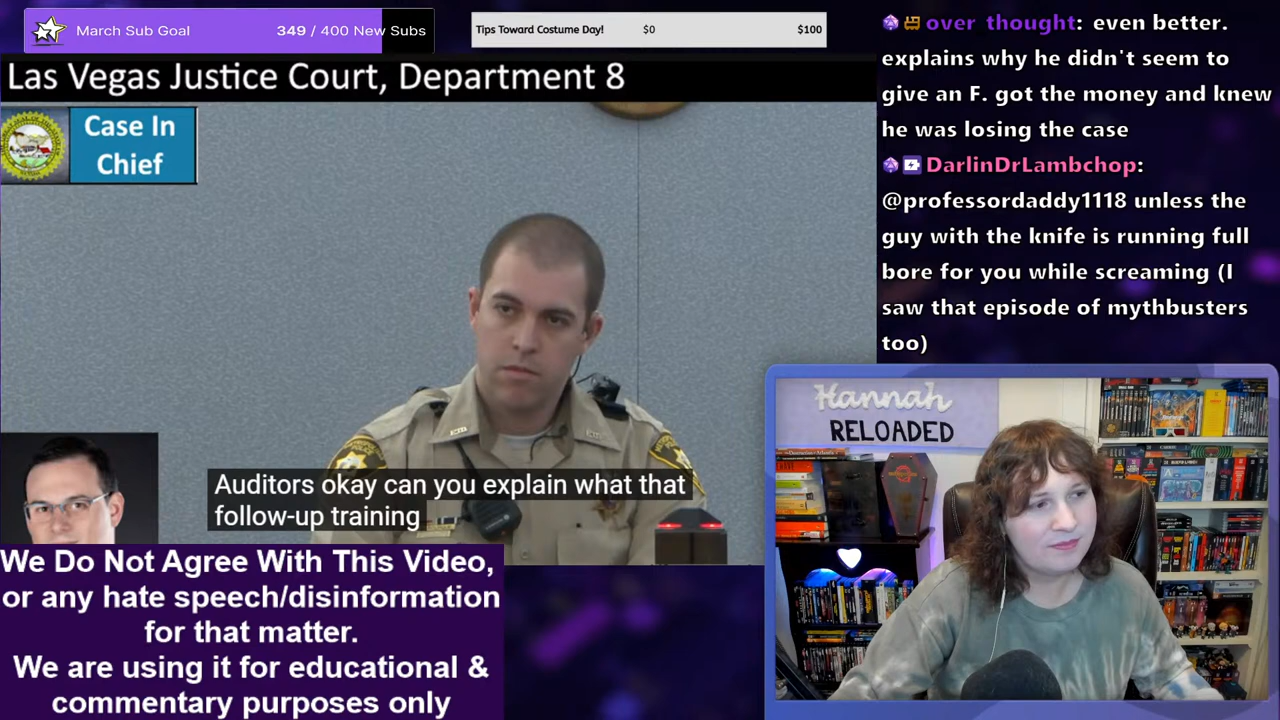 March Sub Goal
349 / 400 New Subs
Tips Toward Costume Day!
$0
$100
Las Vegas Justice Court, Department 8
Case In
Chief
Auditors okay can you explain what that
follow-up training
We Do Not Agree With This Video,
or any hate speech/disinformation
for that matter.
We are using it for educational &
commentary purposes only
over thought: even better.
explains why he didn't seem to
give an F. got the money and knew
he was losing the case
DarlinDrLambchop:
@professordaddy1118 unless the
guy with the knife is running full
bore for you while screaming (I
saw that episode of mythbusters
too)
Hannah
RELOADED